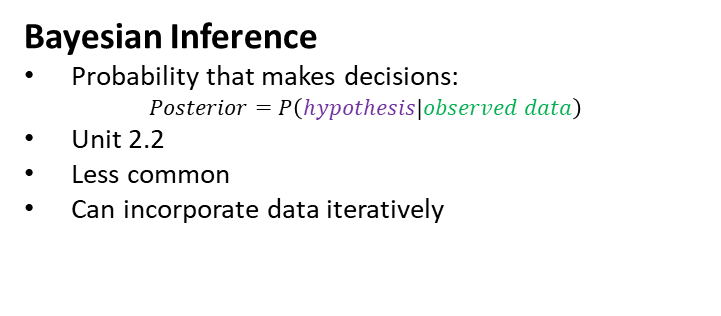 Bayesian Inference
• Probability that makes decisions:
Posterior = P(hypothesis|observed data)
• Unit 2.2
• Less common
• Can incorporate data iteratively